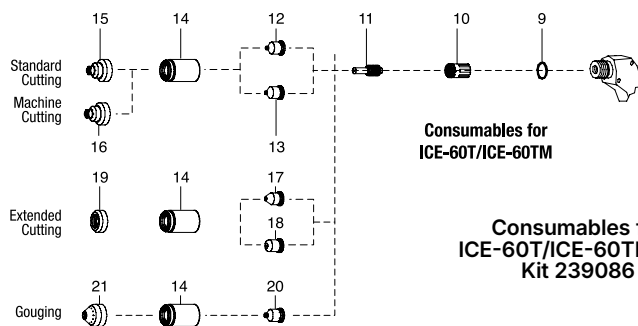 15 14 12 11 10 9
Standard
Cutting
Machine
Cutting
16 13
Consumables for
ICE-60T/ICE-60TM
19 14 17
18
Extended
Cutting
Consumables
ICE-60T/ICE-60T
Kit 239086
21 14 20
Gouging